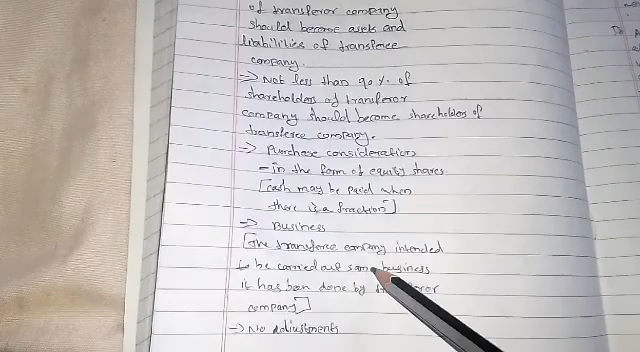 of transferor company
should become assets and
liabilities of transferee
company.
=> Not less than 90 % of
shareholders of transferor
company should become shareholders of
transferee company.
=> Purchase consideration
- in the form of equity shares.
[cash may be paid when
there is a fraction]
=> Business
[The transferee company intended
to be carried out same business
it has been done by
company]
-> No adjustments